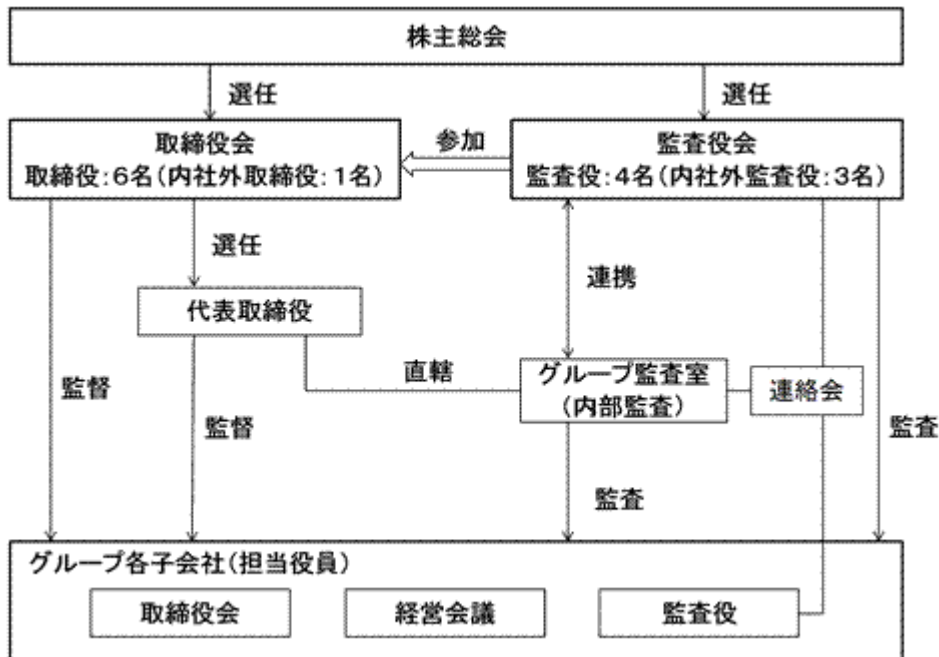 株主総会
選任
選任
取締役会
取締役:6名(内社外取締役:1名)
参加
監査役会
監査役:4名(内社外監査役:3名)
選任
連携
代表取締役
監督
監督
直轄
グループ監査室
(内部監査)
連絡会
監査
監査
グループ各子会社(担当役員)
取締役会
経営会議
監査役